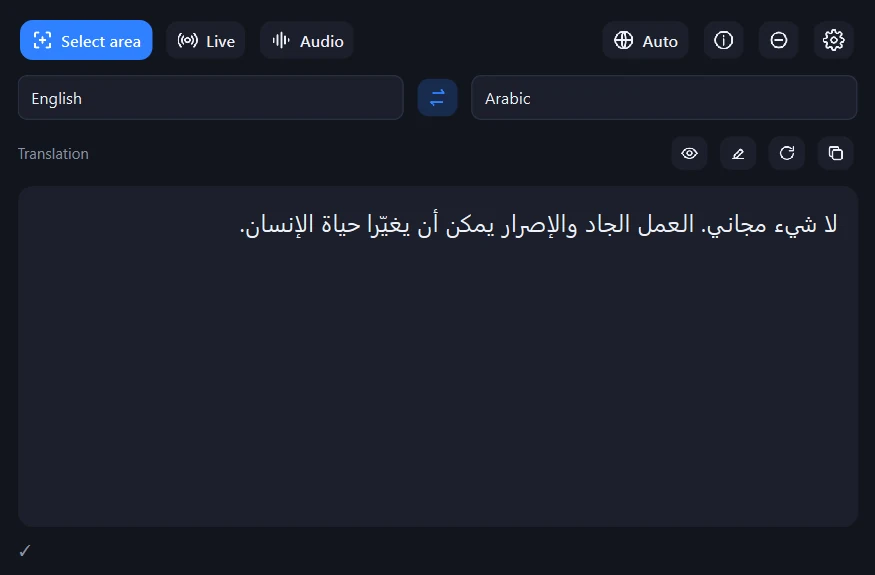 Select area
Live
Audio
Auto
English
Arabic
Translation
لا شيء مجاني. العمل الجاد والإصرار يمكن أن يغيّرا حياة الإنسان.